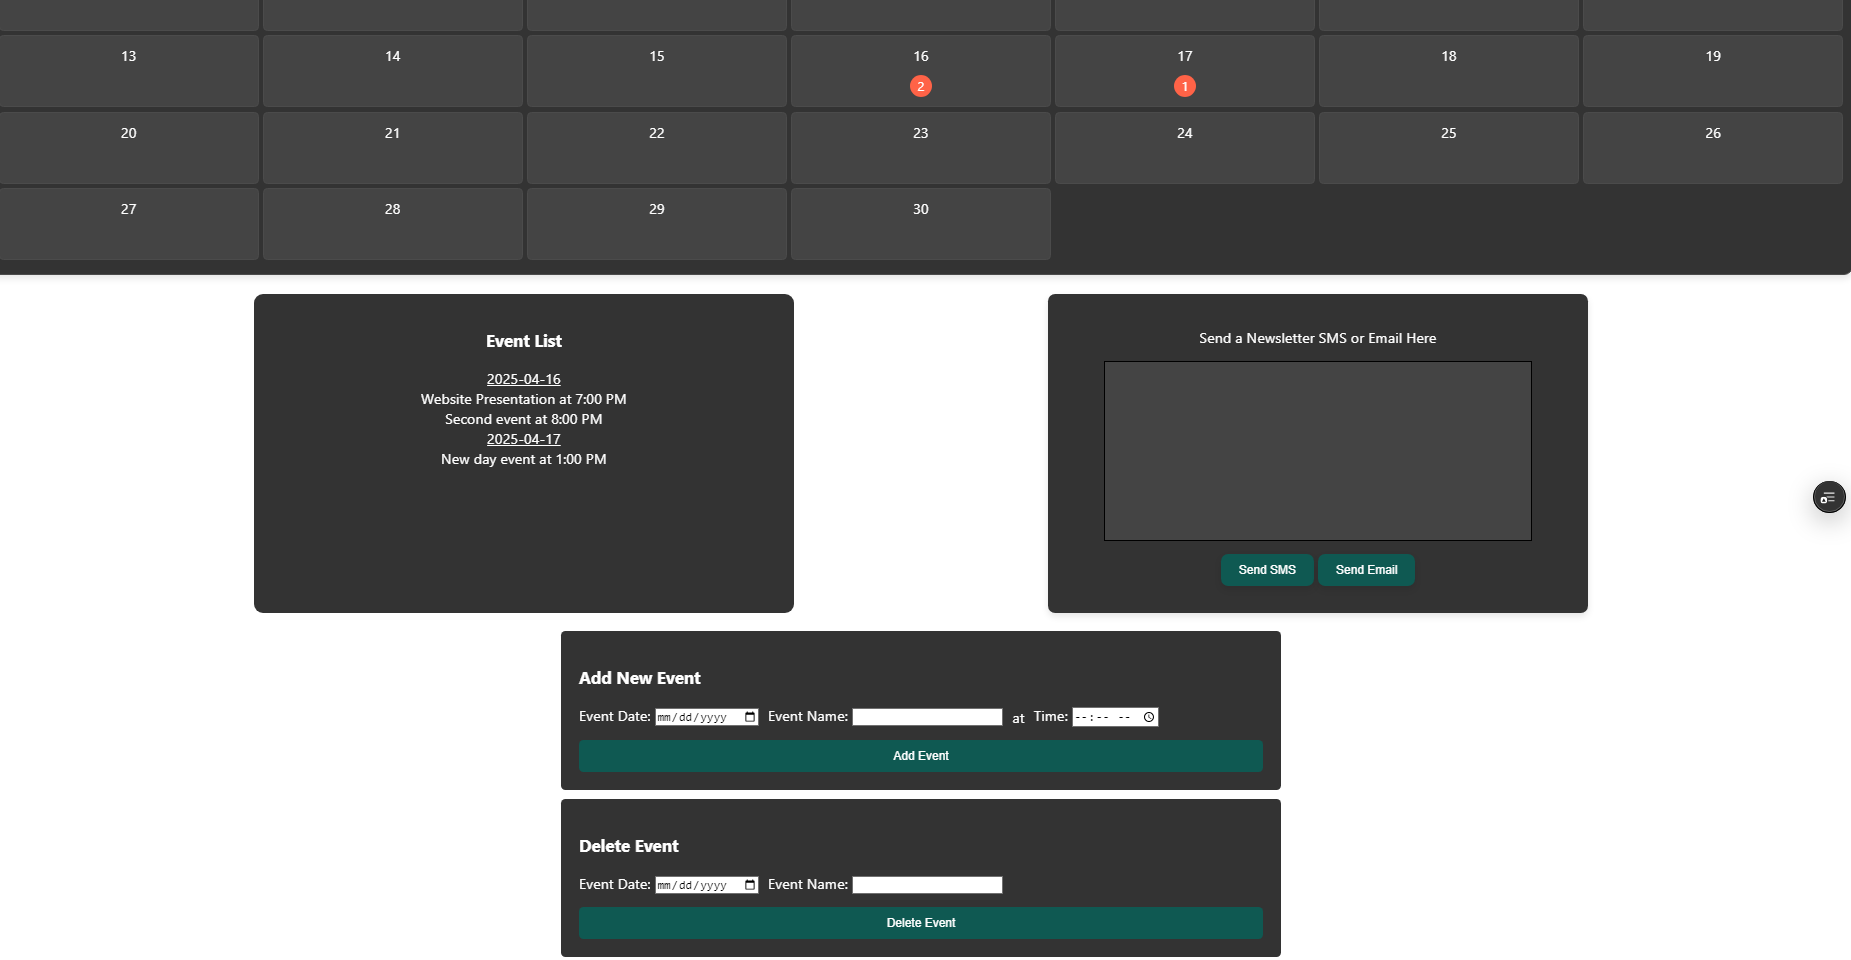 13 14 15 16 17 18 19
2 1
20 21 22 23 24 25 26
27 28 29 30
Event List
2025-04-16
Website Presentation at 7:00 PM
Second event at 8:00 PM
2025-04-17
New day event at 1:00 PM
Send a Newsletter SMS or Email Here
Send SMS Send Email
Add New Event
Event Date: mm/dd/yyyy Event Name: at Time: --:-- --
Add Event
Delete Event
Event Date: mm/dd/yyyy Event Name:
Delete Event